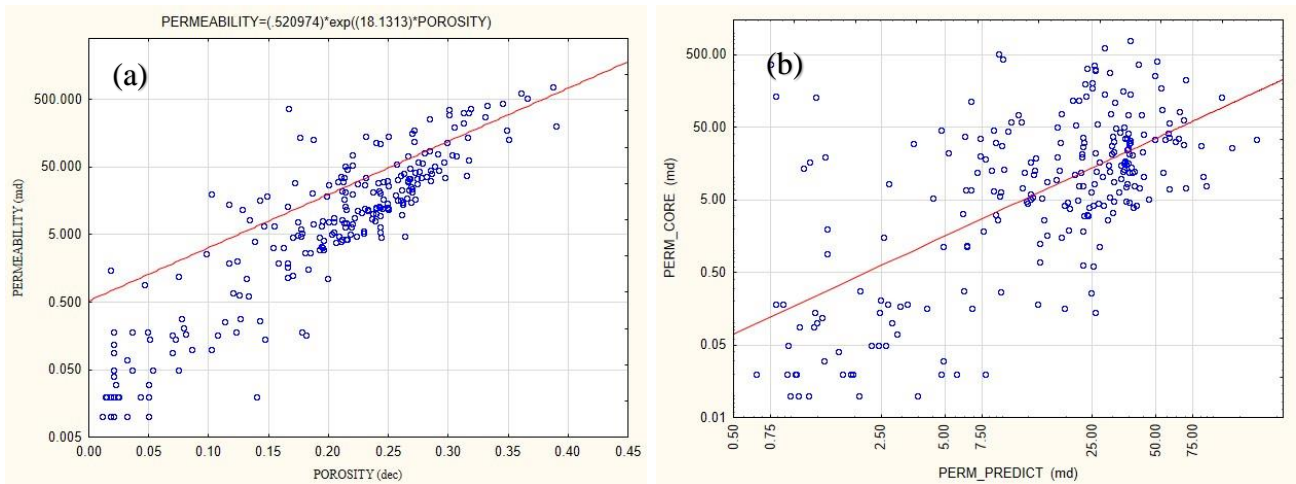 PERMEABILITY=(.520974)*exp((18.1313)*POROSITY)
(a)
PERMEABILITY (md)
500.000
50.000
5.000
0.500
0.050
0.005
0.00 0.05 0.10 0.15 0.20 0.25 0.30 0.35 0.40 0.45
POROSITY (dec)
(b)
PERM_CORE (md)
500.00
50.00
5.00
0.50
0.05
0.01
0.50 0.75 2.50 5.00 7.50 25.00 50.00 75.00
PERM_PREDICT (md)